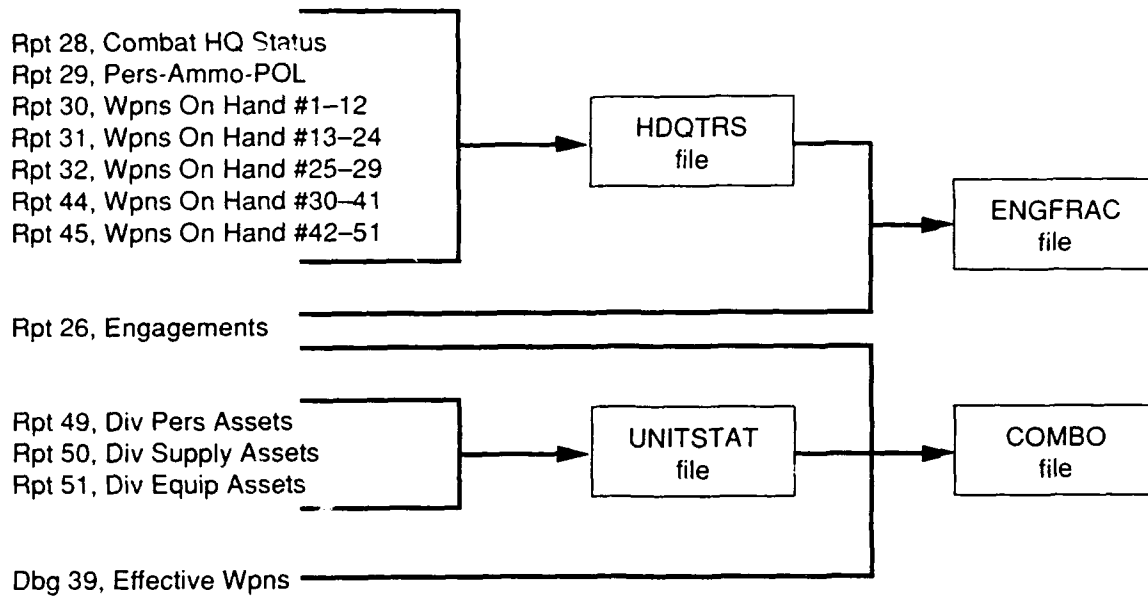 Rpt 28, Combat HQ Status
Rpt 29, Pers-Ammo-POL
Rpt 30, Wpns On Hand #1–12
Rpt 31, Wpns On Hand #13–24
Rpt 32, Wpns On Hand #25–29
Rpt 44, Wpns On Hand #30–41
Rpt 45, Wpns On Hand #42–51
HDQTRS
file
ENGFRAC
file
Rpt 26, Engagements
Rpt 49, Div Pers Assets
Rpt 50, Div Supply Assets
Rpt 51, Div Equip Assets
UNITSTAT
file
COMBO
file
Dbg 39, Effective Wpns